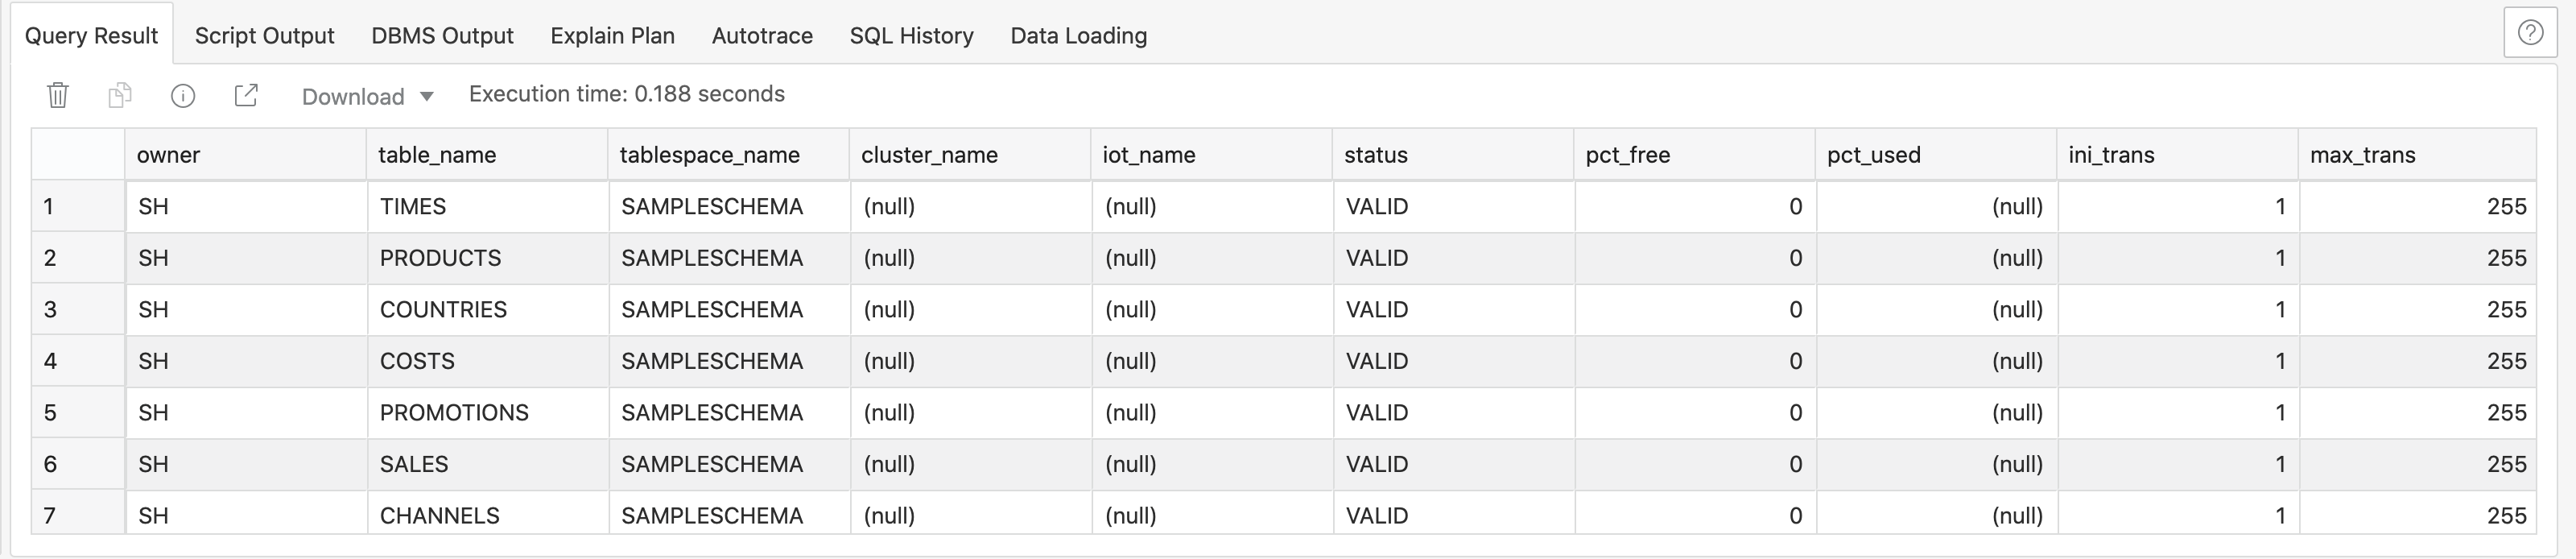 Query Result Script Output DBMS Output Explain Plan Autotrace SQL History Data Loading
Download Execution time: 0.188 seconds
owner table_name tablespace_name cluster_name iot_name status pct_free pct_used ini_trans max_trans
1 SH TIMES SAMPLESCHEMA (null) (null) VALID 0 (null) 1 255
2 SH PRODUCTS SAMPLESCHEMA (null) (null) VALID 0 (null) 1 255
3 SH COUNTRIES SAMPLESCHEMA (null) (null) VALID 0 (null) 1 255
4 SH COSTS SAMPLESCHEMA (null) (null) VALID 0 (null) 1 255
5 SH PROMOTIONS SAMPLESCHEMA (null) (null) VALID 0 (null) 1 255
6 SH SALES SAMPLESCHEMA (null) (null) VALID 0 (null) 1 255
7 SH CHANNELS SAMPLESCHEMA (null) (null) VALID 0 (null) 1 255